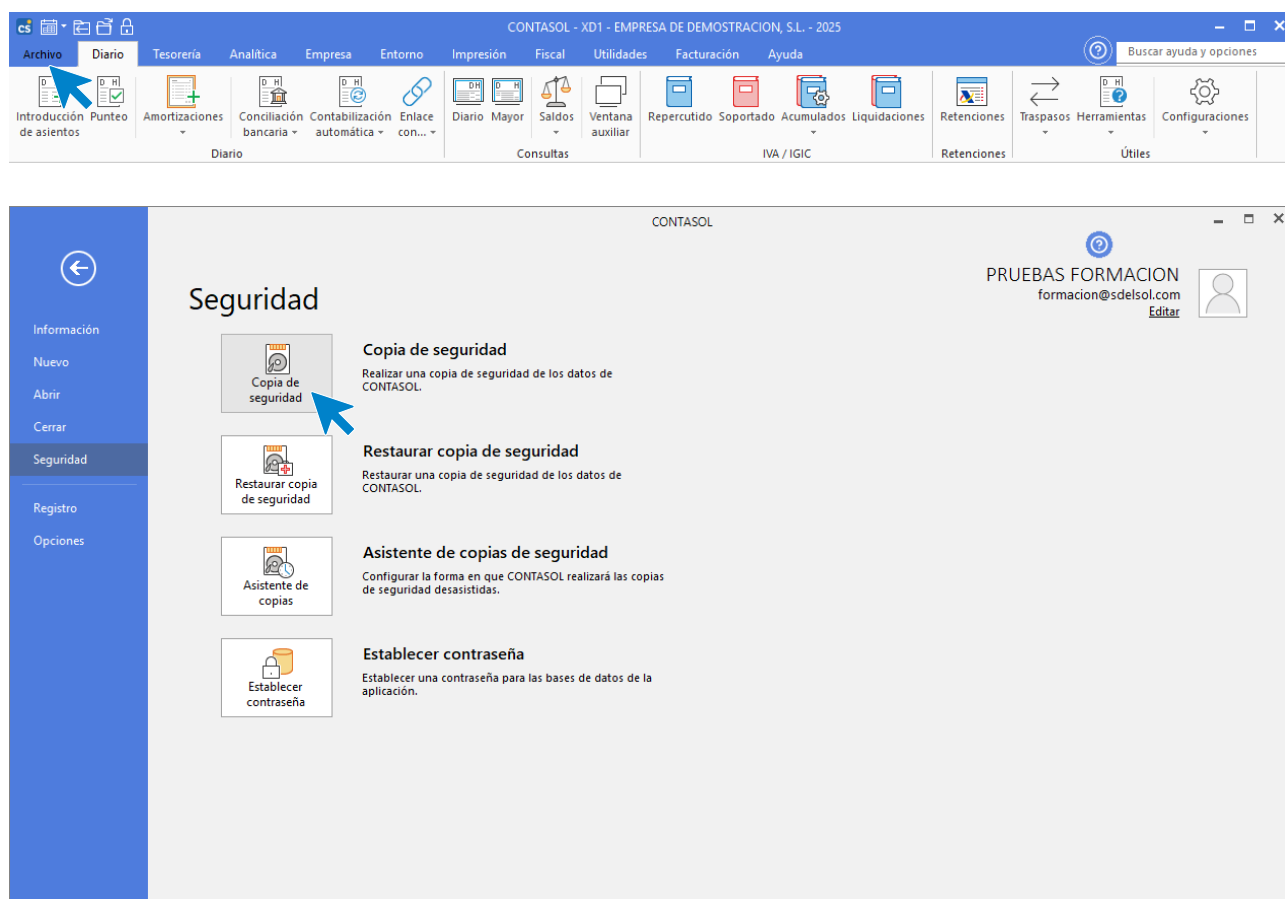 cs
CONTASOL - XD1 - EMPRESA DE DEMOSTRACION, S.L. - 2025
Archivo Diario Tesorería Analítica Empresa Entorno Impresión Fiscal Utilidades Facturación Ayuda
Buscar ayuda y opciones
Introducción de asientos
Punteo
Amortizaciones
Conciliación bancaria
Contabilización automática
Enlace con...
Diario
Mayor
Saldos
Ventana auxiliar
Repercutido
Soportado
Acumulados
Liquidaciones
Retenciones
Traspasos
Herramientas
Configuraciones
Diario
Consultas
IVA / IGIC
Retenciones
Útiles
CONTASOL
PRUEBAS FORMACION
formacion@sdelsol.com
Editar
Información
Nuevo
Abrir
Cerrar
Seguridad
Registro
Opciones
Seguridad
Copia de
seguridad
Copia de seguridad
Realizar una copia de seguridad de los datos de
CONTASOL.
Restaurar copia
de seguridad
Restaurar copia de seguridad
Restaurar una copia de seguridad de los datos de
CONTASOL.
Asistente de
copias
Asistente de copias de seguridad
Configurar la forma en que CONTASOL realizará las copias
de seguridad desasistidas.
Establecer
contraseña
Establecer contraseña
Establecer una contraseña para las bases de datos de la
aplicación.